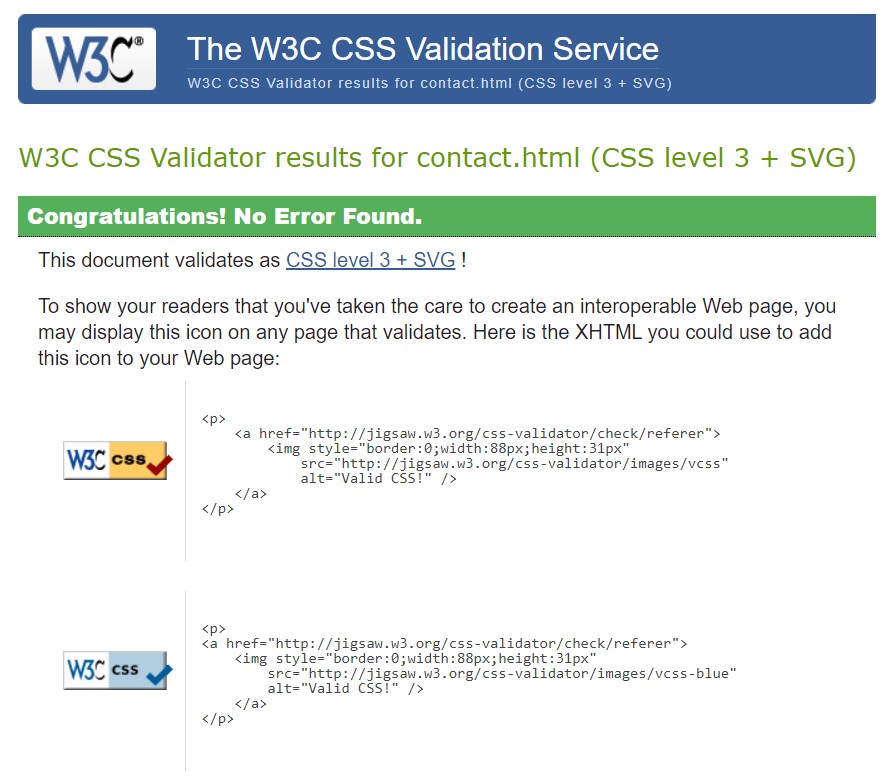 W3C® The W3C CSS Validation Service
W3C CSS Validator results for contact.html (CSS level 3 + SVG)
W3C CSS Validator results for contact.html (CSS level 3 + SVG)
Congratulations! No Error Found.
This document validates as CSS level 3 + SVG !
To show your readers that you've taken the care to create an interoperable Web page, you
may display this icon on any page that validates. Here is the XHTML you could use to add
this icon to your Web page:
W3C css
<p>
    <a href="http://jigsaw.w3.org/css-validator/check/referer">
        <img style="border:0;width:88px;height:31px"
            src="http://jigsaw.w3.org/css-validator/images/vcss"
            alt="Valid CSS!" />
    </a>
</p>
W3C css
<p>
<a href="http://jigsaw.w3.org/css-validator/check/referer">
    <img style="border:0;width:88px;height:31px"
        src="http://jigsaw.w3.org/css-validator/images/vcss-blue"
        alt="Valid CSS!" />
    </a>
</p>